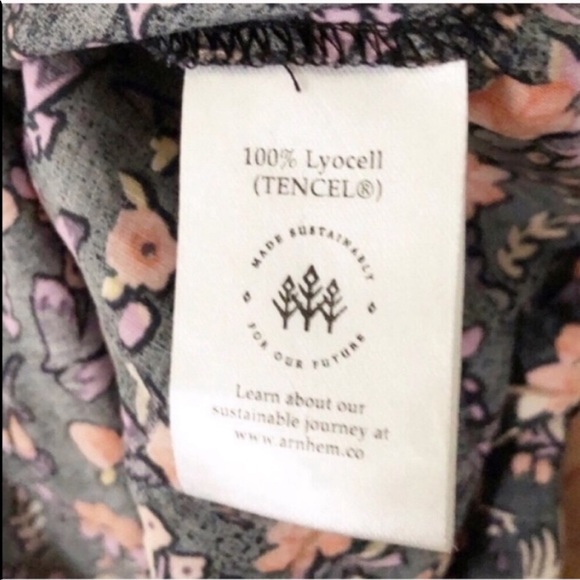 100% Lyocell
(TENCEL®)
MADE SUSTAINABLY
FOR OUR FUTURE
Learn about our
sustainable journey at
www.arnhem.co